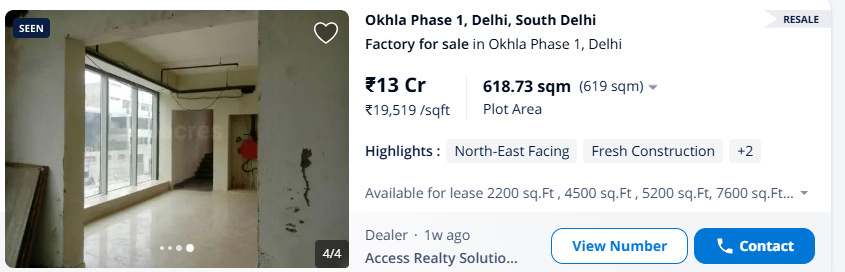 SEEN
4/4
RESALE
Okhla Phase 1, Delhi, South Delhi
Factory for sale in Okhla Phase 1, Delhi
₹13 Cr
₹19,519 /sqft
618.73 sqm (619 sqm)
Plot Area
Highlights : North-East Facing Fresh Construction +2
Available for lease 2200 sq.Ft , 4500 sq.Ft , 5200 sq.Ft, 7600 sq.Ft...
Dealer · 1w ago
Access Realty Solutio...
View Number
Contact